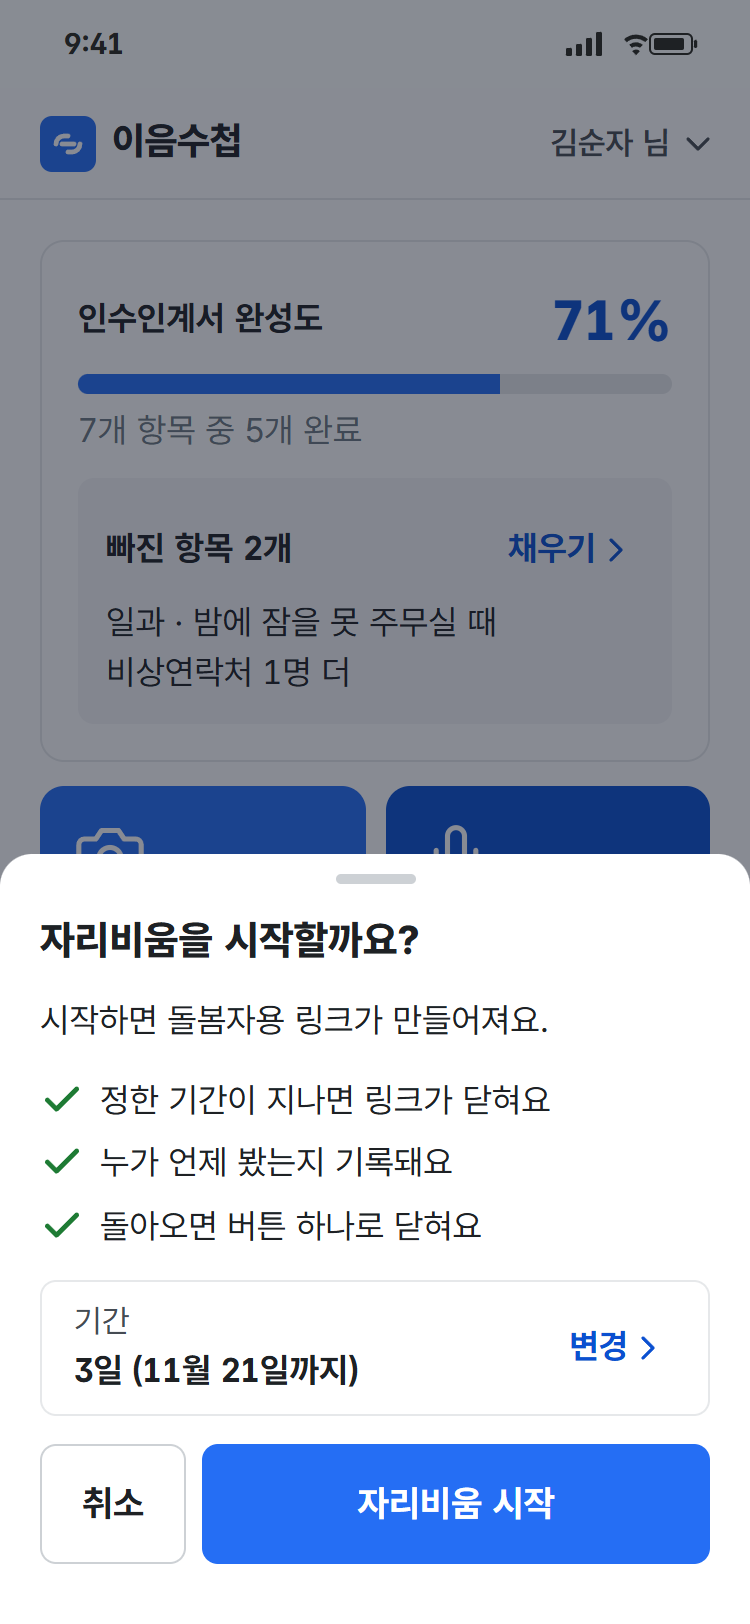 9:41
이음수첩
김순자 님
인수인계서 완성도
71%
7개 항목 중 5개 완료
빠진 항목 2개
채우기
일과 · 밤에 잠을 못 주무실 때
비상연락처 1명 더
자리비움을 시작할까요?
시작하면 돌봄자용 링크가 만들어져요.
정한 기간이 지나면 링크가 닫혀요
누가 언제 봤는지 기록돼요
돌아오면 버튼 하나로 닫혀요
기간
3일 (11월 21일까지)
변경
취소
자리비움 시작